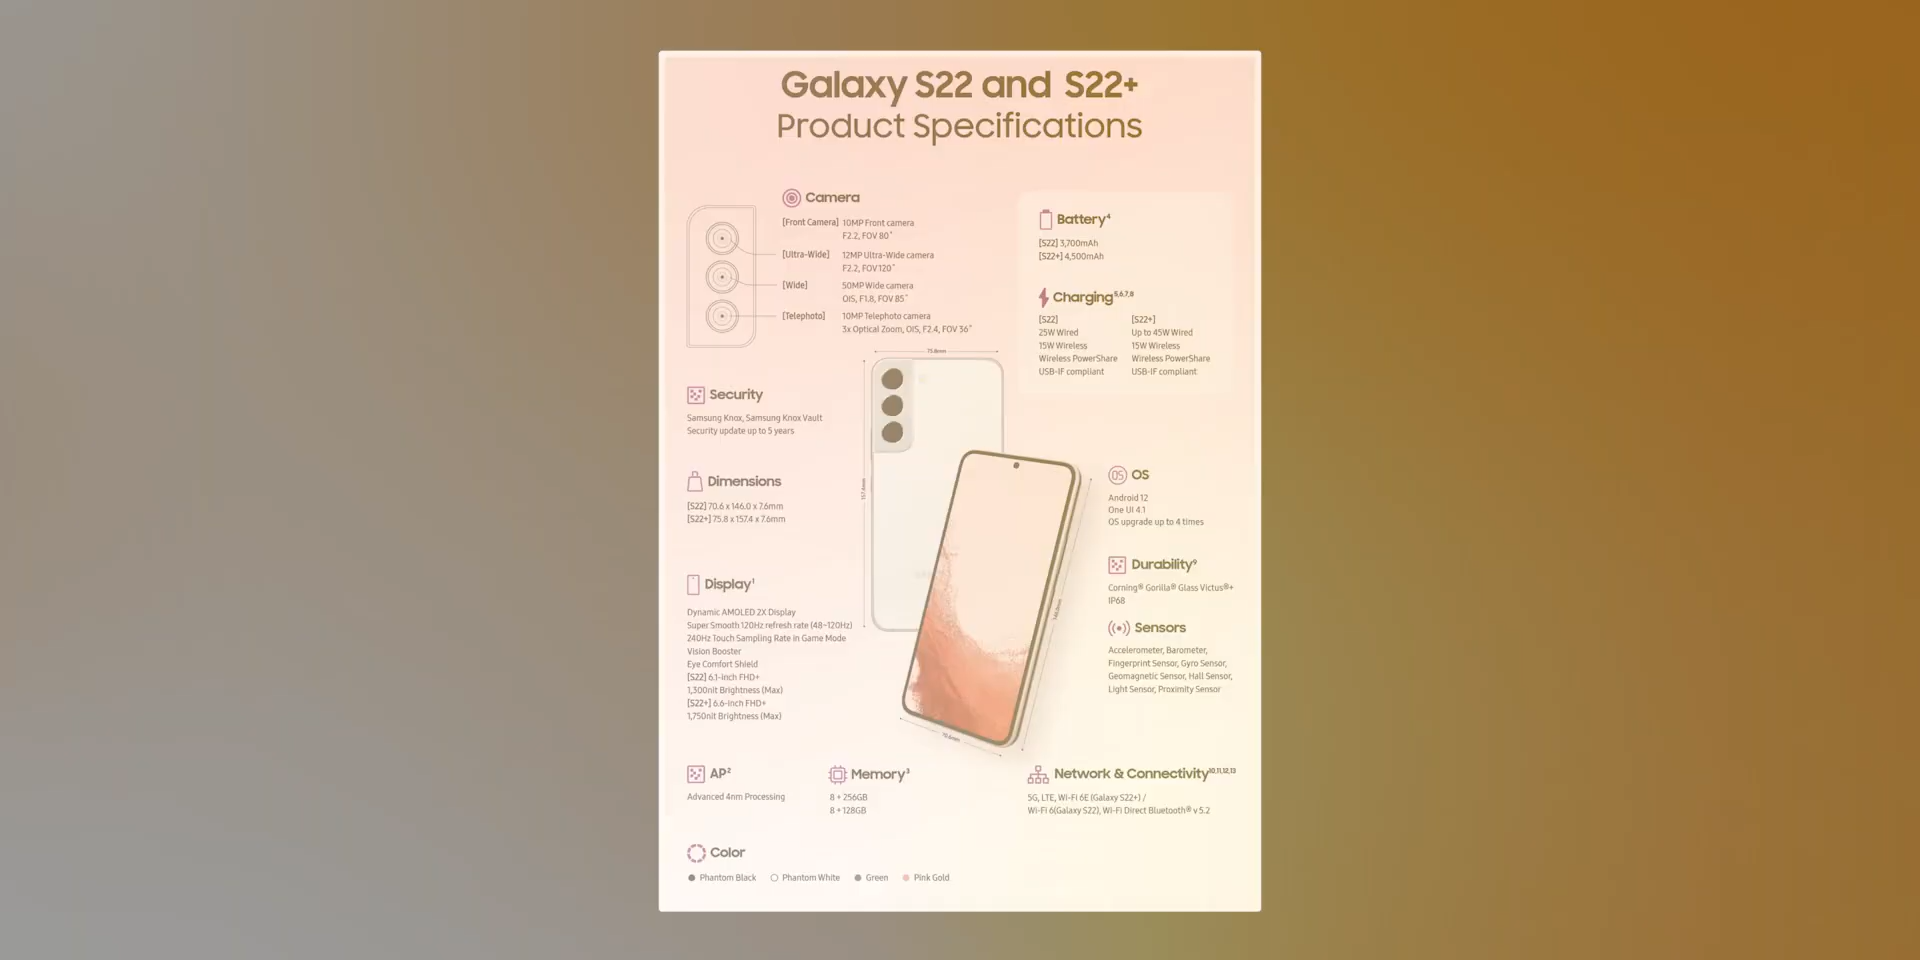 Galaxy S22 and S22+
Product Specifications
Camera
[Front Camera] 10MP Front camera
F2.2, FOV 80˚
[Ultra-Wide] 12MP Ultra-Wide camera
F2.2, FOV 120˚
[Wide] 50MP Wide camera
OIS, F1.8, FOV 85˚
[Telephoto] 10MP Telephoto camera
3x Optical Zoom, OIS, F2.4, FOV 36˚
Battery⁴
[S22] 3,700mAh
[S22+] 4,500mAh
Charging⁵,⁶,⁷,⁸
[S22]
25W Wired
15W Wireless
Wireless PowerShare
USB-IF compliant
[S22+]
Up to 45W Wired
15W Wireless
Wireless PowerShare
USB-IF compliant
75.8mm
157.4mm
Security
Samsung Knox, Samsung Knox Vault
Security update up to 5 years
Dimensions
[S22] 70.6 x 146.0 x 7.6mm
[S22+] 75.8 x 157.4 x 7.6mm
OS
Android 12
One UI 4.1
OS upgrade up to 4 times
Durability⁹
Corning® Gorilla® Glass Victus®+
IP68
Display¹
Dynamic AMOLED 2X Display
Super Smooth 120Hz refresh rate (48~120Hz)
240Hz Touch Sampling Rate in Game Mode
Vision Booster
Eye Comfort Shield
[S22] 6.1-inch FHD+
1,300nit Brightness (Max)
[S22+] 6.6-inch FHD+
1,750nit Brightness (Max)
146.0mm
70.6mm
Sensors
Accelerometer, Barometer,
Fingerprint Sensor, Gyro Sensor,
Geomagnetic Sensor, Hall Sensor,
Light Sensor, Proximity Sensor
AP²
Advanced 4nm Processing
Memory³
8 + 256GB
8 + 128GB
Network & Connectivity¹⁰,¹¹,¹²,¹³
5G, LTE, Wi-Fi 6E (Galaxy S22+) /
Wi-Fi 6(Galaxy S22), Wi-Fi Direct Bluetooth® v 5.2
Color
Phantom Black
Phantom White
Green
Pink Gold